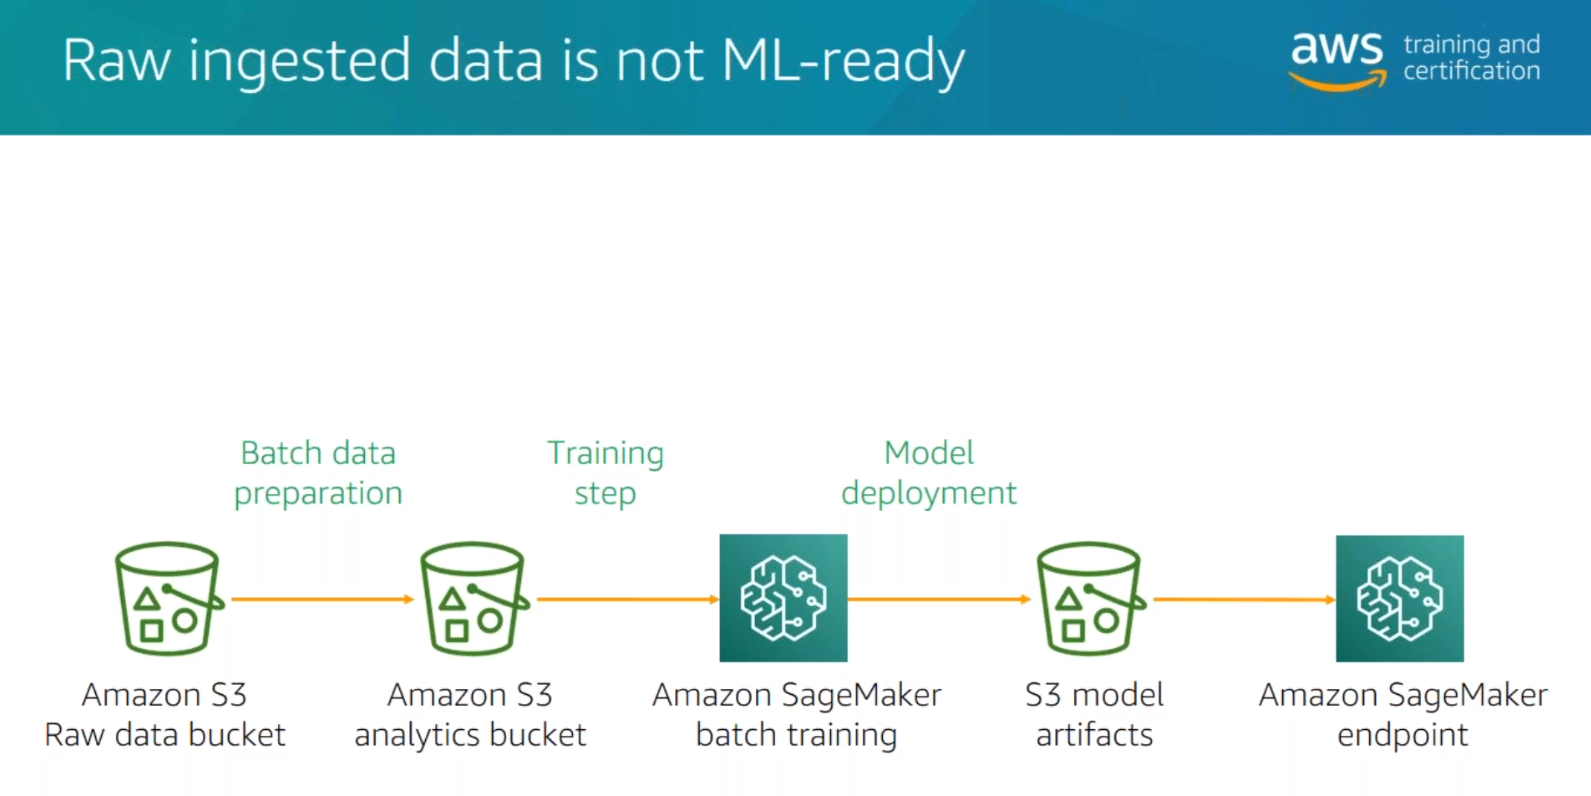 Raw ingested data is not ML-ready
aws
training and
certification
Batch data
preparation
Training
step
Model
deployment
Amazon S3
Raw data bucket
Amazon S3
analytics bucket
Amazon SageMaker
batch training
S3 model
artifacts
Amazon SageMaker
endpoint